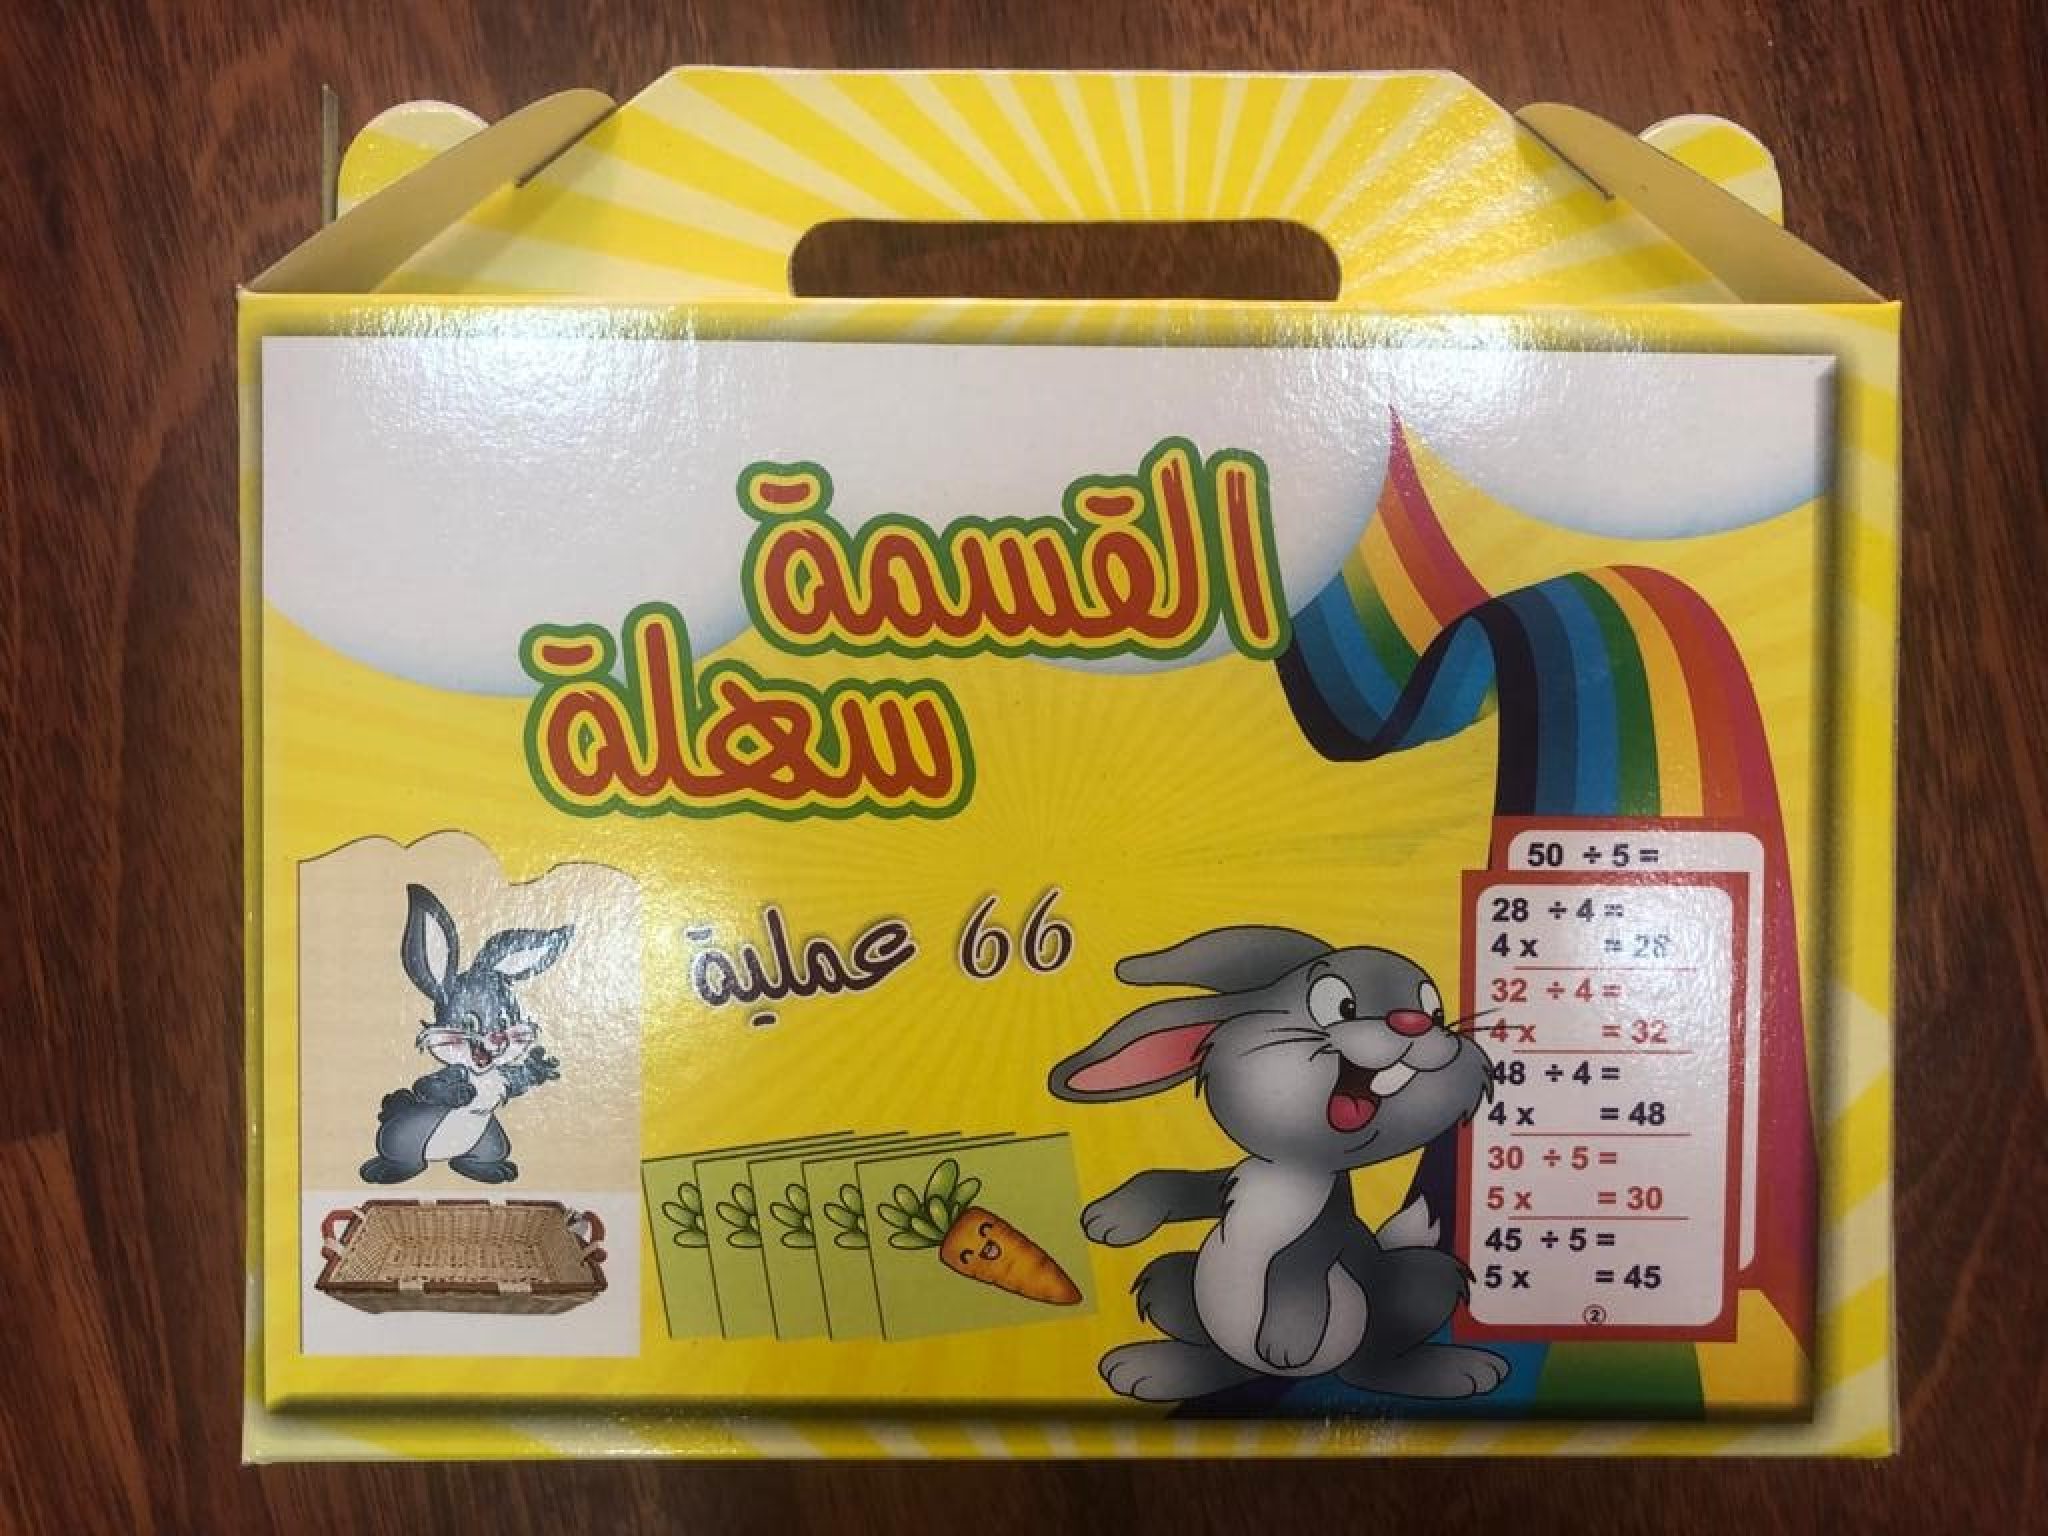 القسمة
سهلة
66 عملية
50 ÷ 5 =
28 ÷ 4 =
4 x = 28
32 ÷ 4 =
4 x = 32
48 ÷ 4 =
4 x = 48
30 ÷ 5 =
5 x = 30
45 ÷ 5 =
5 x = 45
②